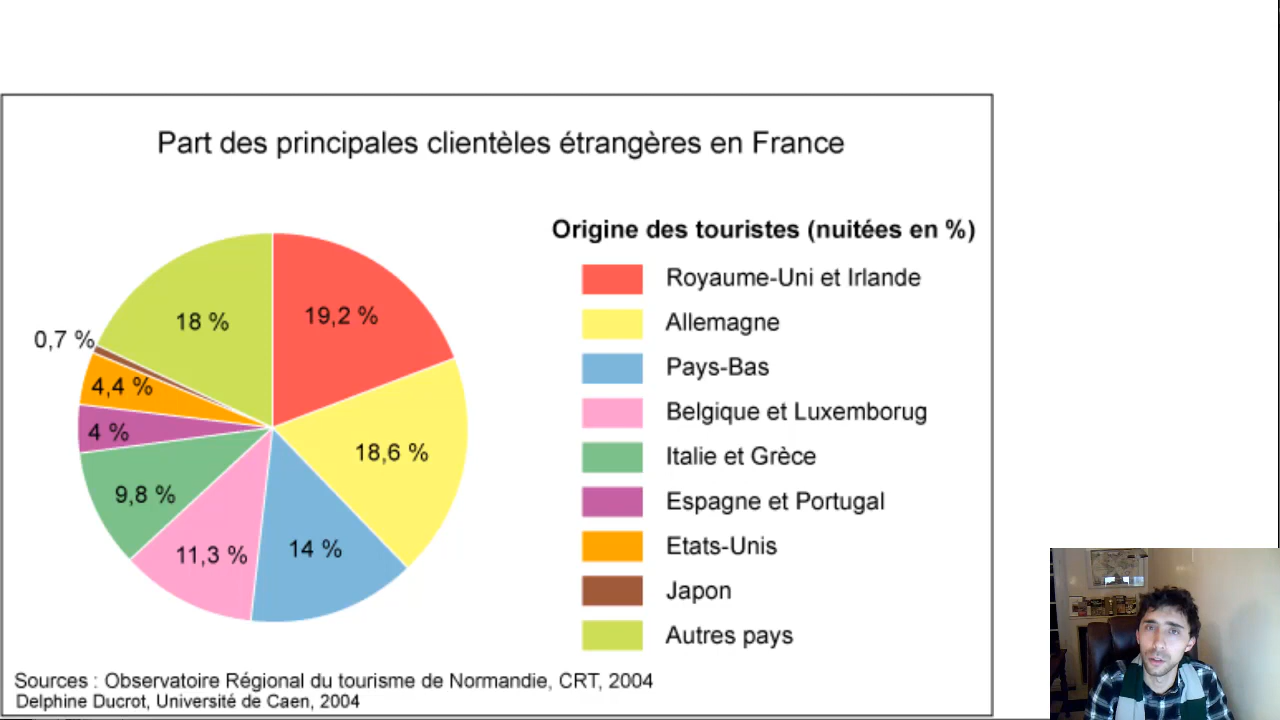 Part des principales clientèles étrangères en France
Origine des touristes (nuitées en %)
Royaume-Uni et Irlande
Allemagne
Pays-Bas
Belgique et Luxemborug
Italie et Grèce
Espagne et Portugal
Etats-Unis
Japon
Autres pays
19,2 %
18,6 %
14 %
11,3 %
9,8 %
4 %
4,4 %
0,7 %
18 %
Sources : Observatoire Régional du tourisme de Normandie, CRT, 2004
Delphine Ducrot, Université de Caen, 2004